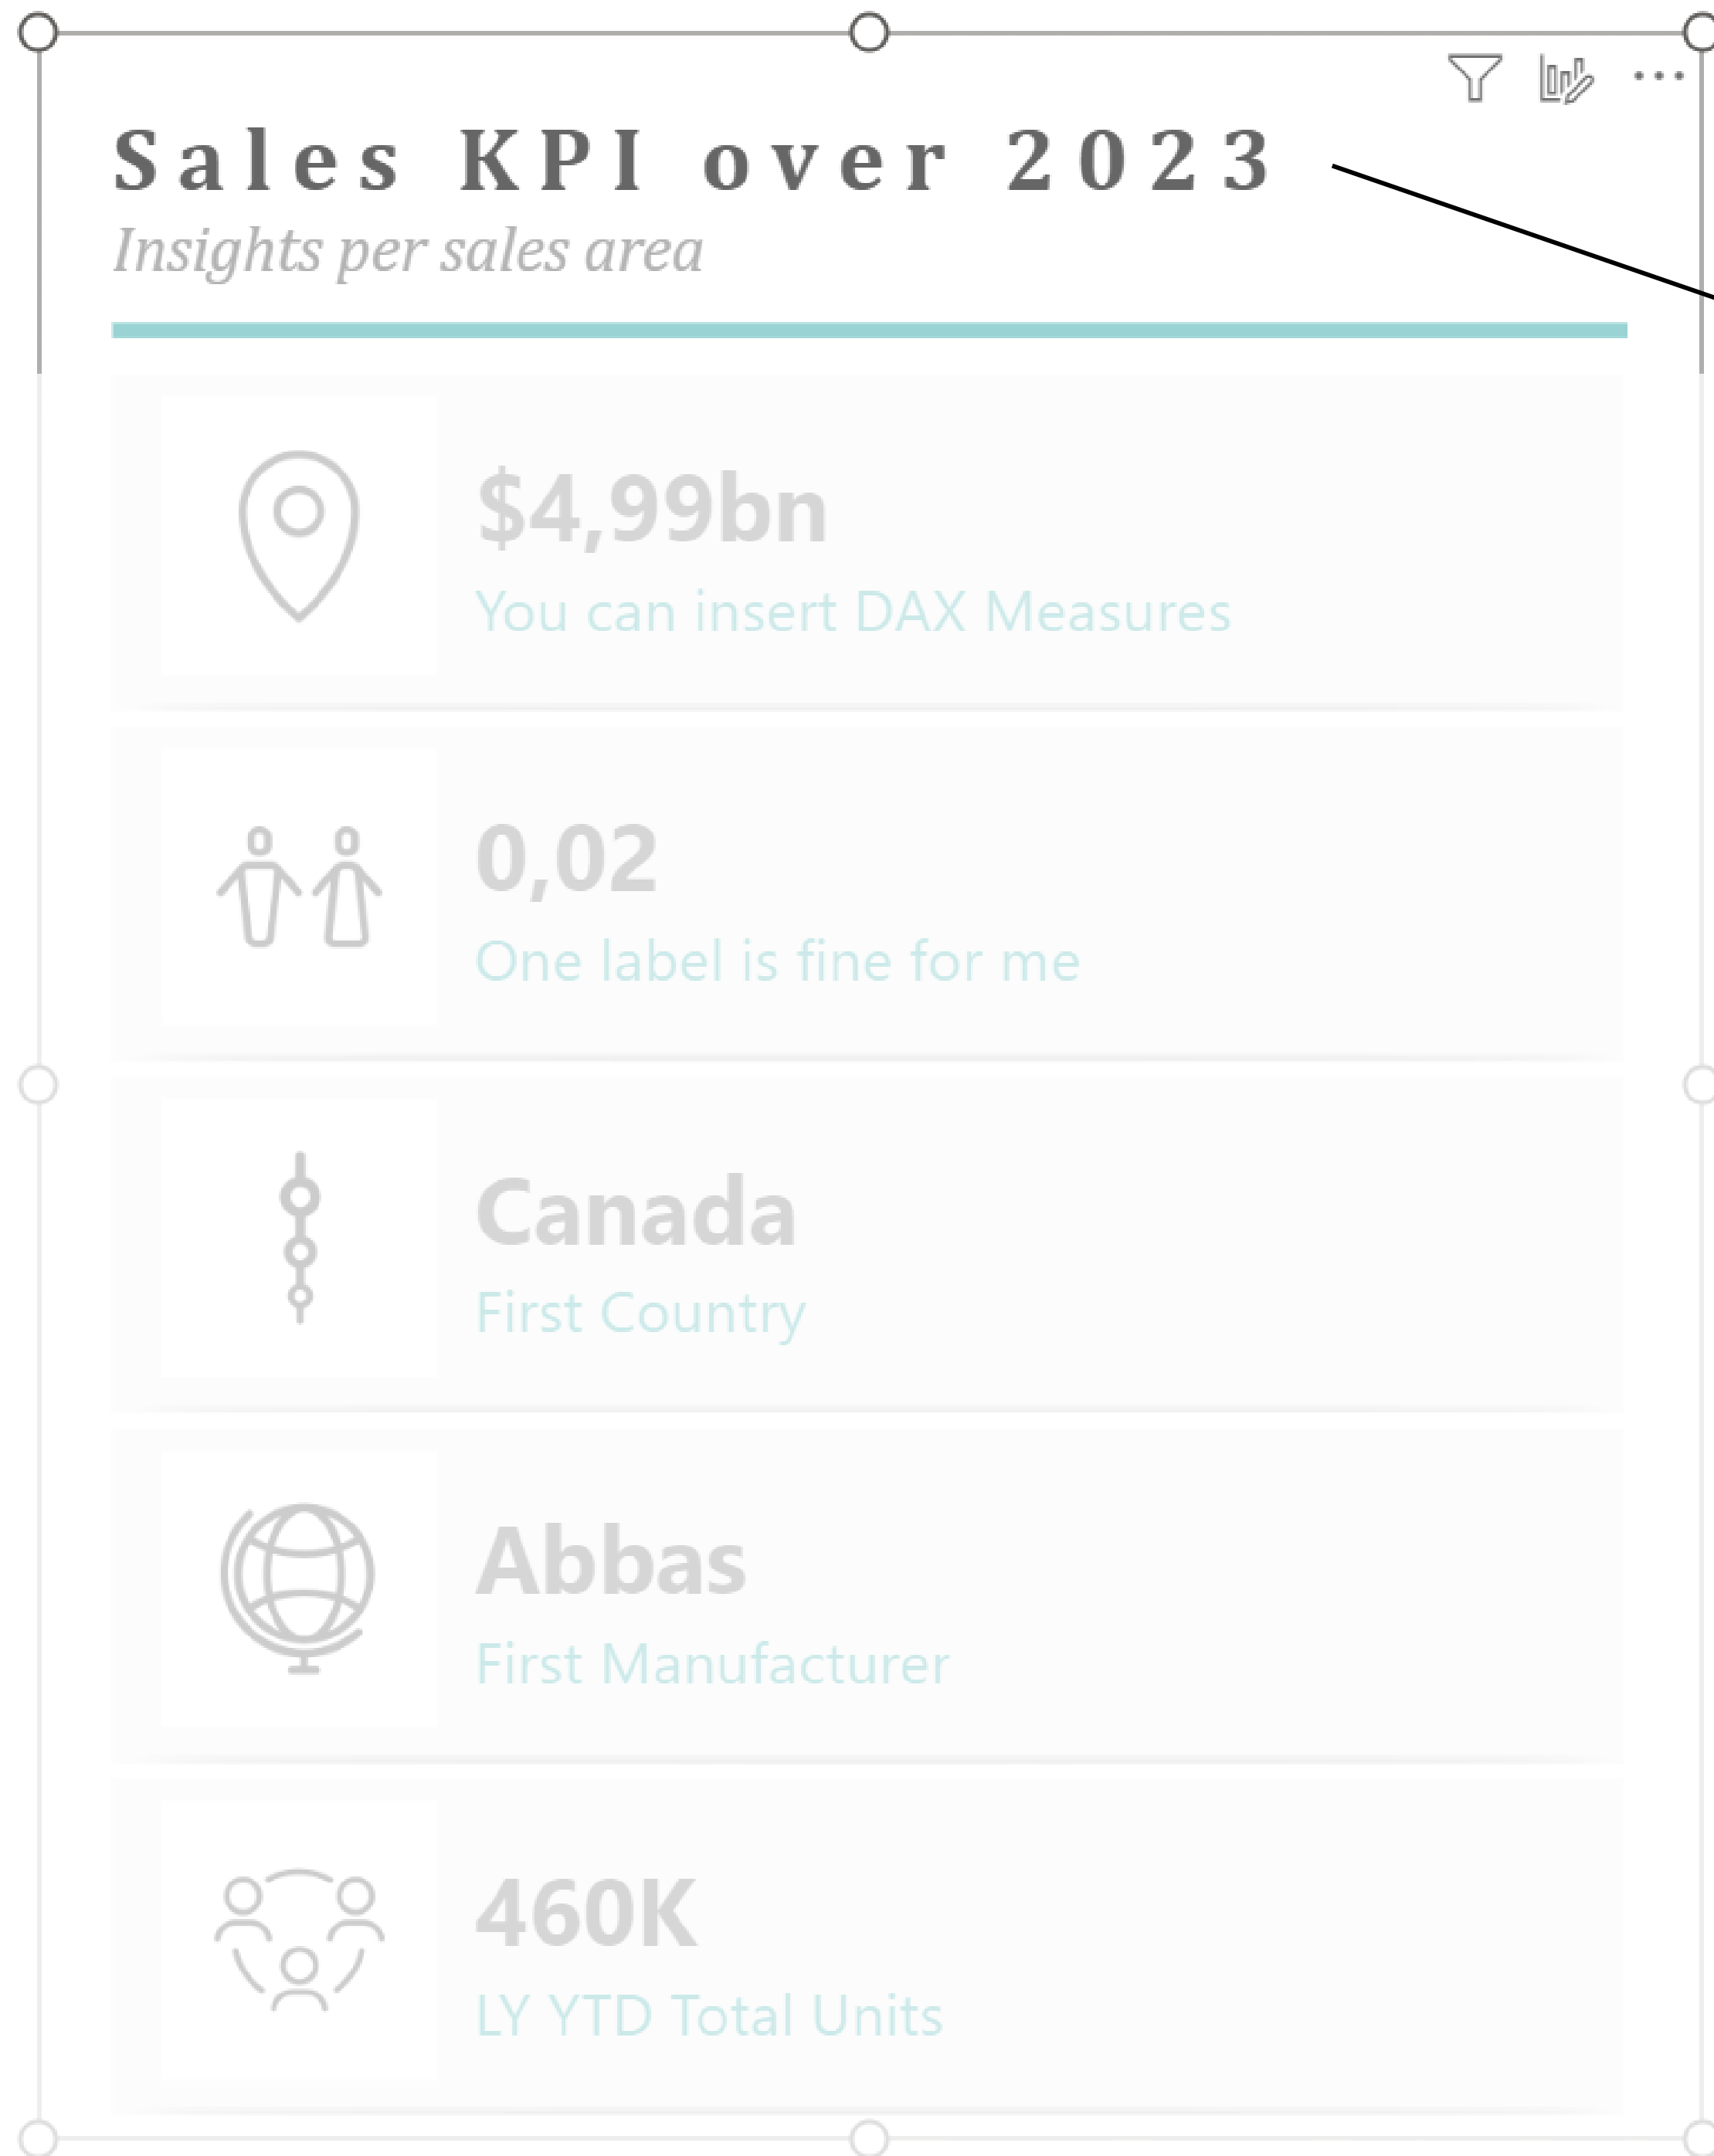 Sales KPI over 2023
Insights per sales area
$4,99bn
You can insert DAX Measures
0,02
One label is fine for me
Canada
First Country
Abbas
First Manufacturer
460K
LY YTD Total Units